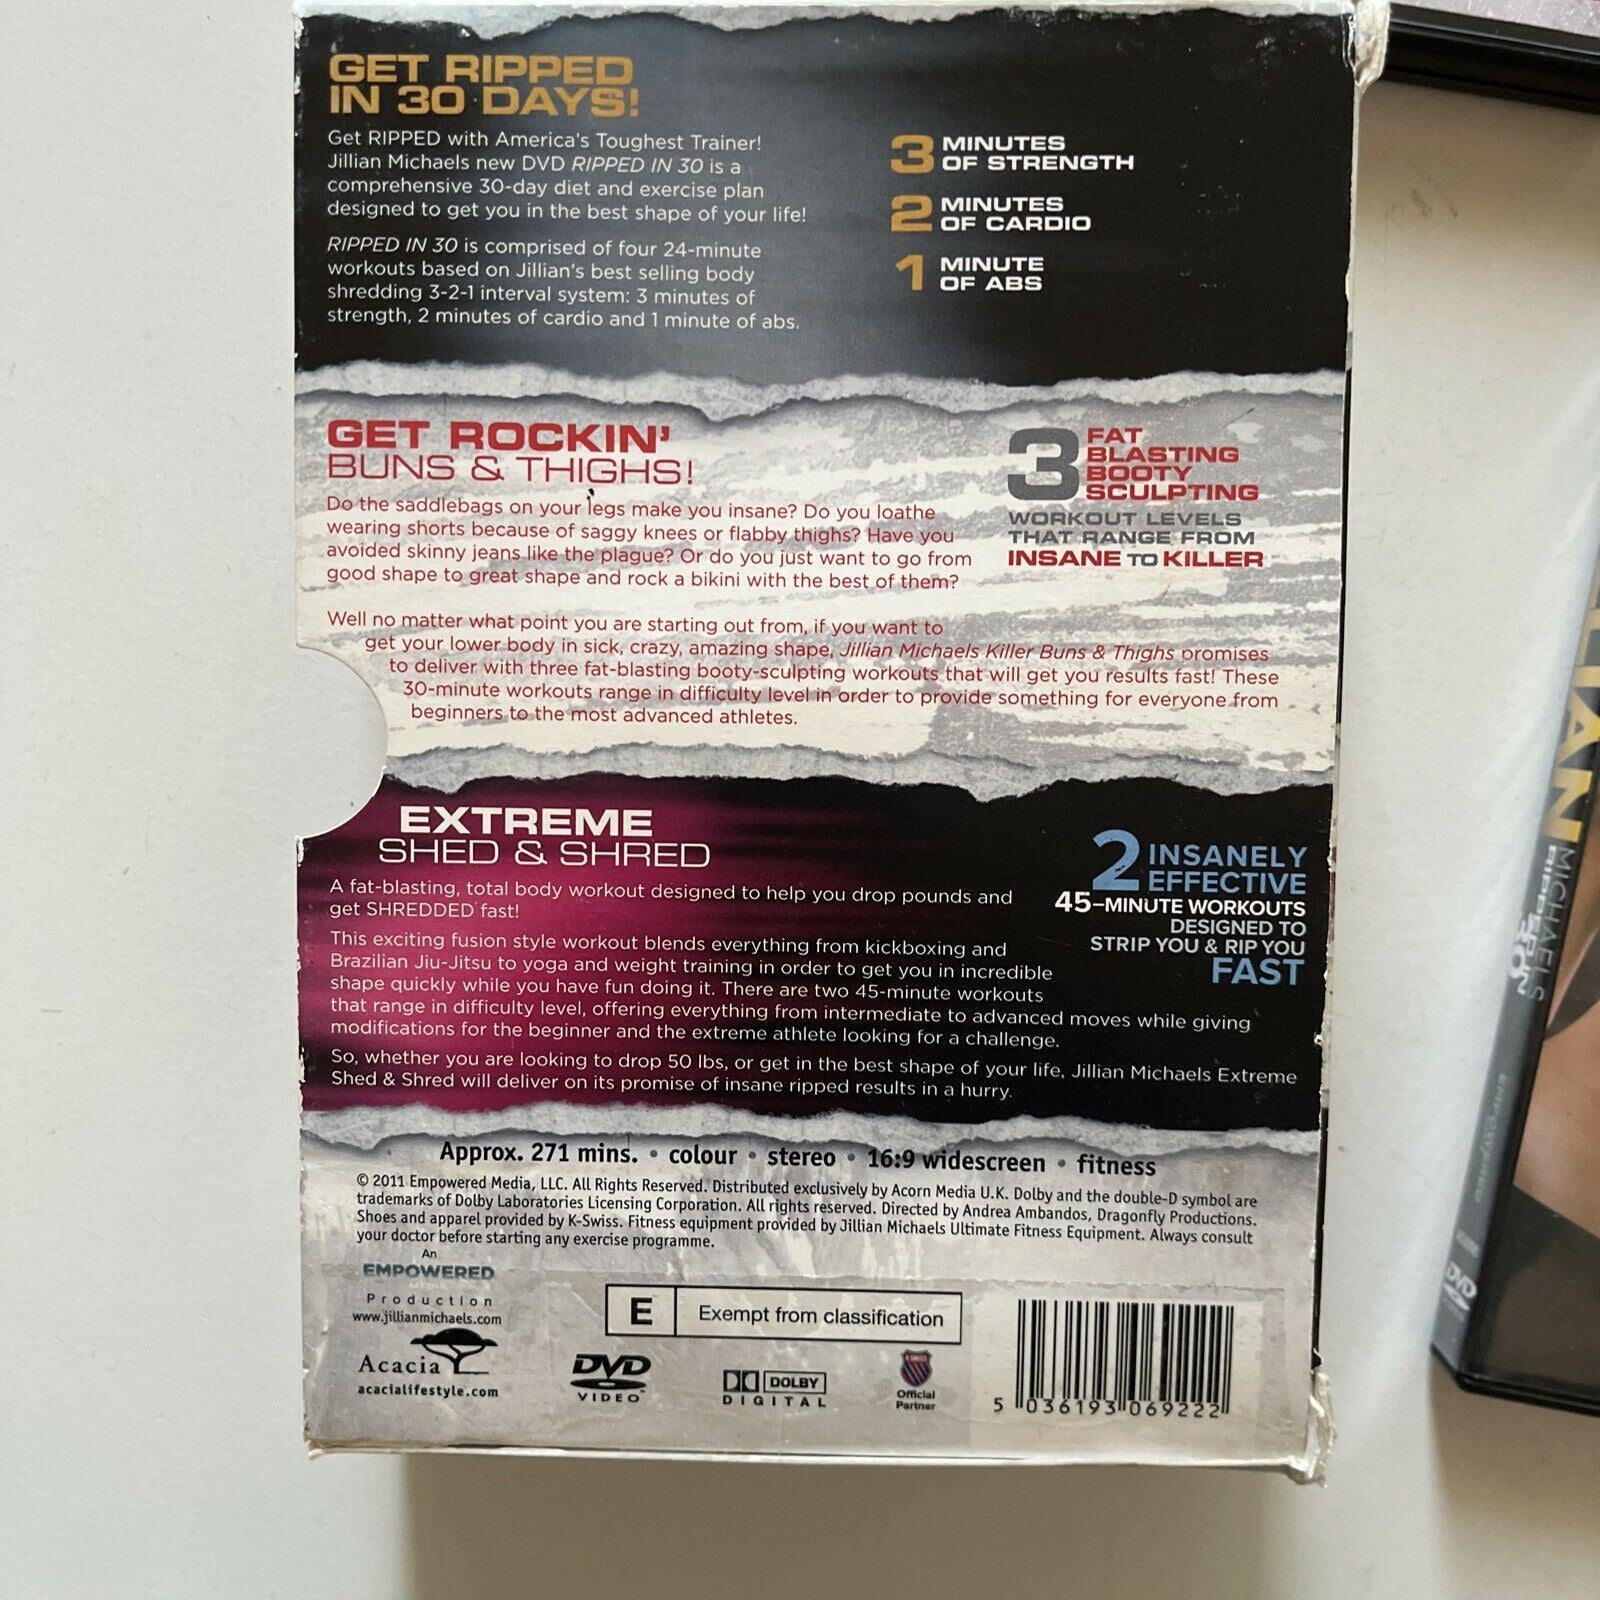 GET RIPPED
IN 30 DAYS!
Get RIPPED with America's Toughest Trainer!
Jillian Michaels new DVD RIPPED IN 30 is a
comprehensive 30-day diet and exercise plan
designed to get you in the best shape of your life!
RIPPED IN 30 is comprised of four 24-minute
workouts based on Jillian's best selling body
shredding 3-2-1 interval system: 3 minutes of
strength, 2 minutes of cardio and 1 minute of abs.
3 MINUTES
OF STRENGTH
2 MINUTES
OF CARDIO
1 MINUTE
OF ABS
GET ROCKIN'
BUNS & THIGHS!
Do the saddlebags on your legs make you insane? Do you loathe
wearing shorts because of saggy knees or flabby thighs? Have you
avoided skinny jeans like the plague? Or do you just want to go from
good shape to great shape and rock a bikini with the best of them?
3 FAT
BLASTING
BOOTY
SCULPTING
WORKOUT LEVELS
THAT RANGE FROM
INSANE TO KILLER
Well no matter what point you are starting out from, if you want to
get your lower body in sick, crazy, amazing shape, Jillian Michaels Killer Buns & Thighs promises
to deliver with three fat-blasting booty-sculpting workouts that will get you results fast! These
30-minute workouts range in difficulty level in order to provide something for everyone from
beginners to the most advanced athletes.
EXTREME
SHED & SHRED
A fat-blasting, total body workout designed to help you drop pounds and
get SHREDDED fast!
This exciting fusion style workout blends everything from kickboxing and
Brazilian Jiu-Jitsu to yoga and weight training in order to get you in incredible
shape quickly while you have fun doing it. There are two 45-minute workouts
that range in difficulty level, offering everything from intermediate to advanced moves while giving
modifications for the beginner and the extreme athlete looking for a challenge.
So, whether you are looking to drop 50 lbs, or get in the best shape of your life, Jillian Michaels Extreme
Shed & Shred will deliver on its promise of insane ripped results in a hurry.
2 INSANELY
EFFECTIVE
45-MINUTE WORKOUTS
DESIGNED TO
STRIP YOU & RIP YOU
FAST
Approx. 271 mins. • colour • stereo • 16:9 widescreen • fitness
© 2011 Empowered Media, LLC. All Rights Reserved. Distributed exclusively by Acorn Media U.K. Dolby and the double-D symbol are
trademarks of Dolby Laboratories Licensing Corporation. All rights reserved. Directed by Andrea Ambandos, Dragonfly Productions.
Shoes and apparel provided by K-Swiss. Fitness equipment provided by Jillian Michaels Ultimate Fitness Equipment. Always consult
your doctor before starting any exercise programme.
An
EMPOWERED
MEDIA
Production
www.jillianmichaels.com
Acacia
acacialifestyle.com
E Exempt from classification
DVD
VIDEO
DOLBY
DIGITAL
Official
Partner
5 036193 069222
MICHAELS
RIPPED IN
30
EMPOWERED
DVD